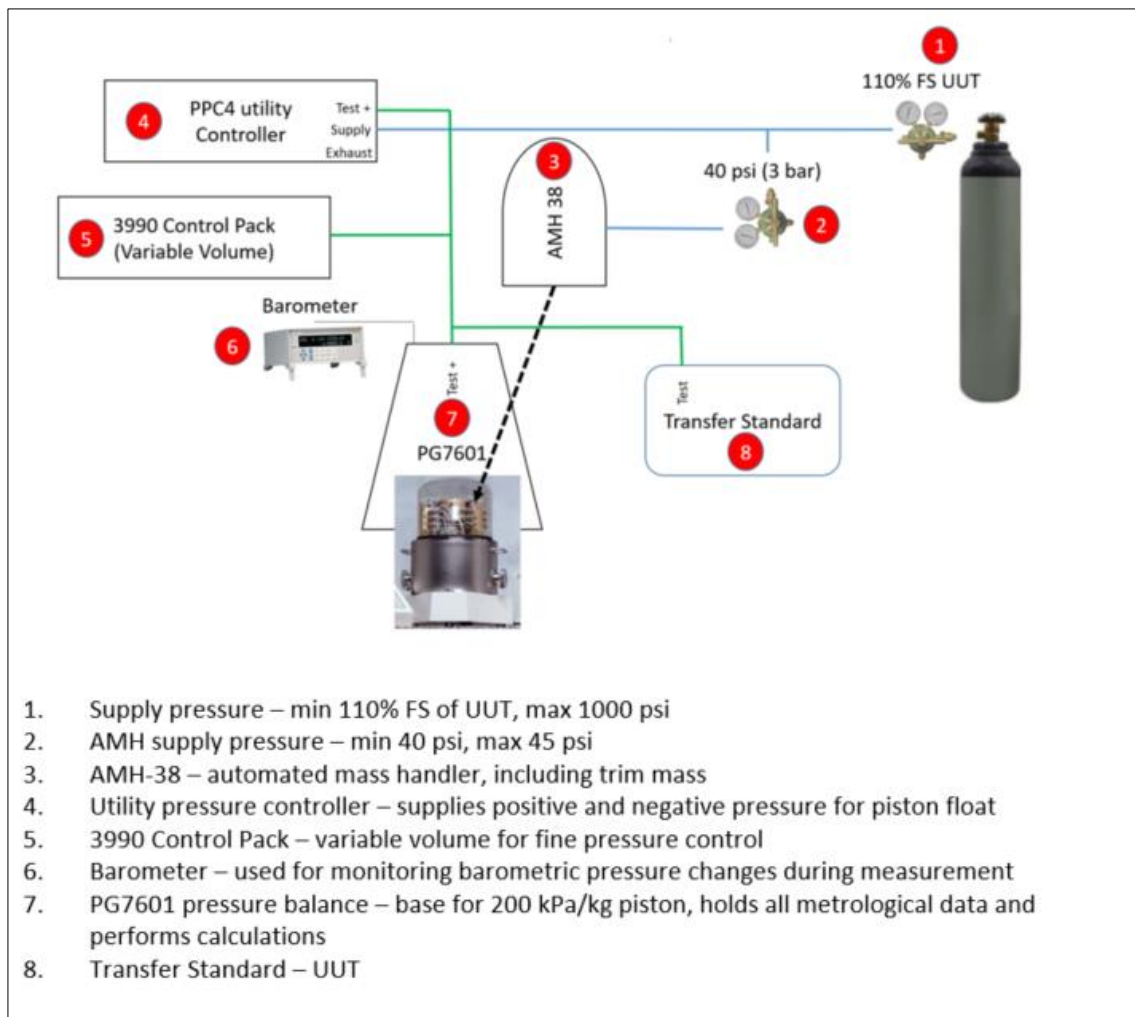 1
110% FS UUT
4
PPC4 utility
Controller
Test +
Supply
Exhaust
3
AMH 38
40 psi (3 bar)
2
5
3990 Control Pack
(Variable Volume)
Barometer
6
Test +
7
PG7601
Test
Transfer Standard
8
1. Supply pressure – min 110% FS of UUT, max 1000 psi
2. AMH supply pressure – min 40 psi, max 45 psi
3. AMH-38 – automated mass handler, including trim mass
4. Utility pressure controller – supplies positive and negative pressure for piston float
5. 3990 Control Pack – variable volume for fine pressure control
6. Barometer – used for monitoring barometric pressure changes during measurement
7. PG7601 pressure balance – base for 200 kPa/kg piston, holds all metrological data and
performs calculations
8. Transfer Standard – UUT